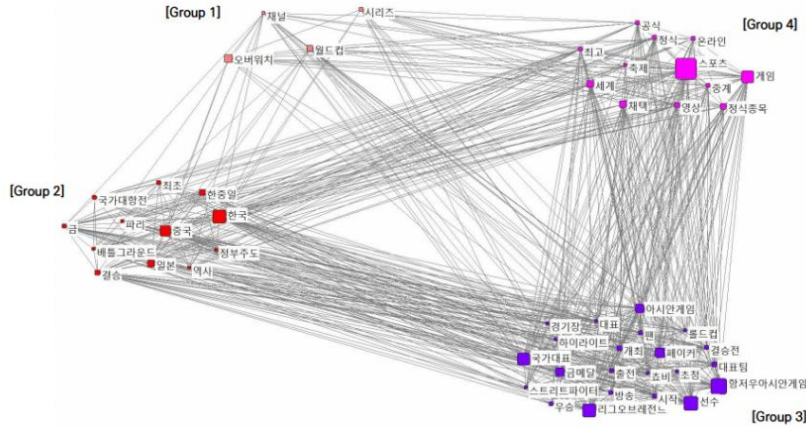 [Group 1]
채널
시리즈
오버워치
월드컵
[Group 4]
공식
정식
온라인
최고
축제
스포츠
게임
세계
중계
채택
영상
정식종목
[Group 2]
최초
국가대항전
한중일
금
파리
중국
한국
배틀그라운드
정부주도
일본
역사
결승
아시안게임
경기장
대표
팬
롤드컵
하이라이트
개최
페이커
결승전
국가대표
금메달
출전
쵸비
초청
대표팀
스트리트파이터
방송
시작
항저우아시안게임
우승
리그오브레전드
선수
[Group 3]